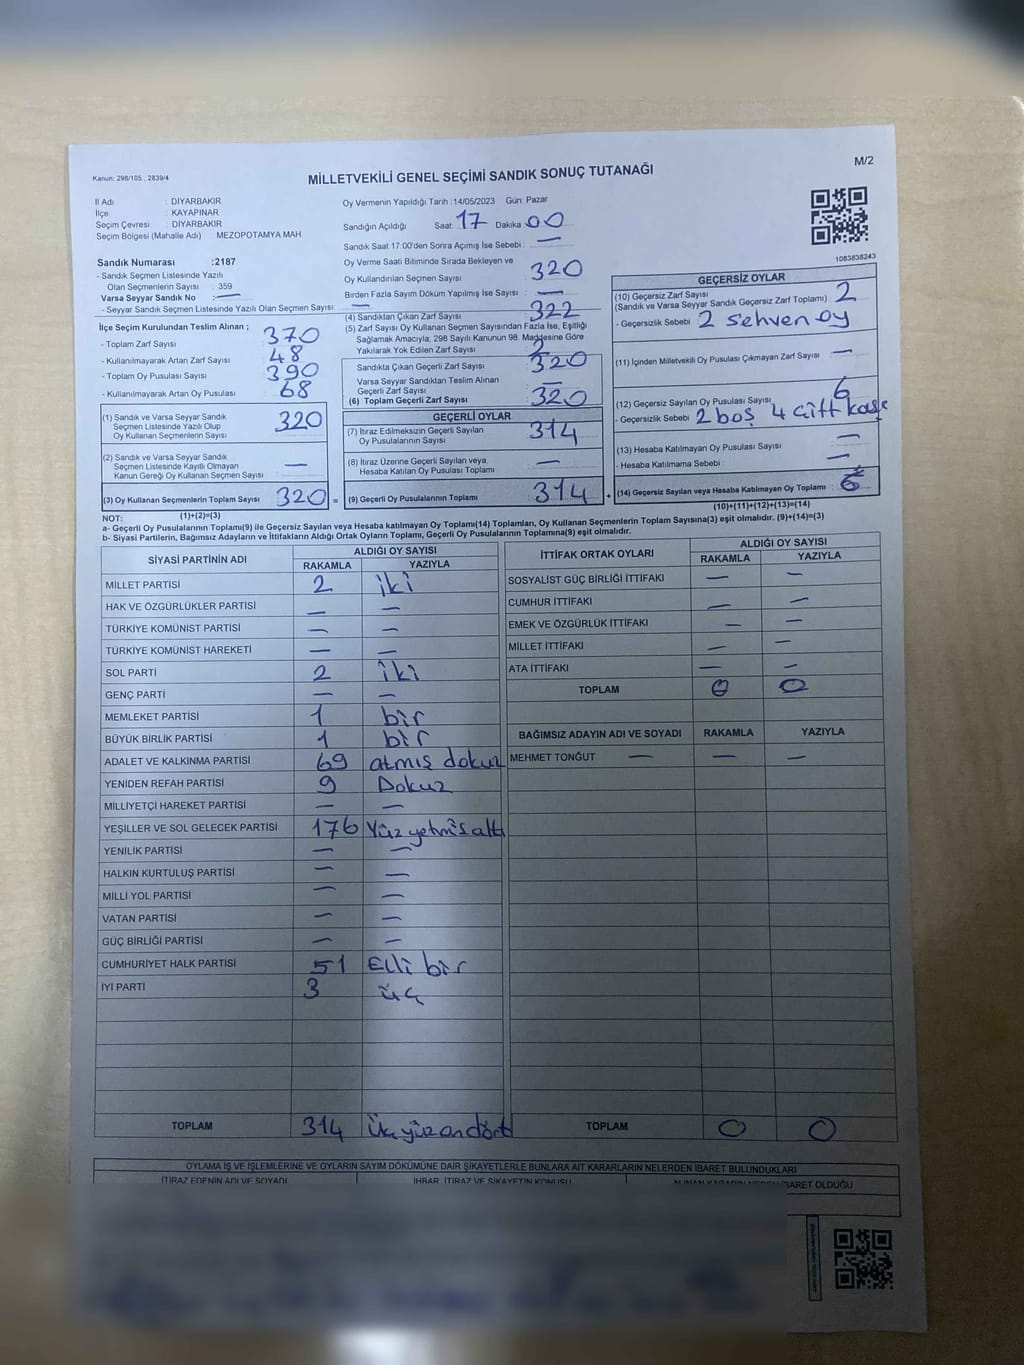 Kanun: 298/105 , 2839/4
M/2
MİLLETVEKİLİ GENEL SEÇİMİ SANDIK SONUÇ TUTANAĞI
İl Adı : DİYARBAKIR
İlçe : KAYAPINAR
Seçim Çevresi : DİYARBAKIR
Seçim Bölgesi (Mahalle Adı) : MEZOPOTAMYA MAH.
Sandık Numarası :2187
- Sandık Seçmen Listesinde Yazılı
Olan Seçmenlerin Sayısı : 359
Varsa Seyyar Sandık No : —
- Seyyar Sandık Seçmen Listesinde Yazılı Olan Seçmen Sayısı :
İlçe Seçim Kurulundan Teslim Alınan ;
- Toplam Zarf Sayısı 370
- Kullanılmayarak Artan Zarf Sayısı 48
- Toplam Oy Pusulası Sayısı 390
- Kullanılmayarak Artan Oy Pusulası 68
(1) Sandık ve Varsa Seyyar Sandık
Seçmen Listesinde Yazılı Olup
Oy Kullanan Seçmenlerin Sayısı 320
(2) Sandık ve Varsa Seyyar Sandık
Seçmen Listesinde Kayıtlı Olmayan
Kanun Gereği Oy Kullanan Seçmen Sayısı —
(3) Oy Kullanan Seçmenlerin Toplam Sayısı 320 =
(1)+(2)=(3)
Oy Vermenin Yapıldığı Tarih :14/05/2023 Gün: Pazar
Sandığın Açıldığı Saat 17 Dakika 00
Sandık Saat 17:00'den Sonra Açımış İse Sebebi : —
Oy Verme Saati Bitiminde Sırada Bekleyen ve
Oy Kullandırılan Seçmen Sayısı 320
Birden Fazla Sayım Döküm Yapılmış İse Sayısı : —
(4) Sandıktan Çıkan Zarf Sayısı 322
(5) Zarf Sayısı Oy Kullanan Seçmen Sayısından Fazla İse, Eşitliği
Sağlamak Amacıyla; 298 Sayılı Kanunun 98. Maddesine Göre
Yakılarak Yok Edilen Zarf Sayısı 2
Sandıkta Çıkan Geçerli Zarf Sayısı 320
Varsa Seyyar Sandıktan Teslim Alınan
Geçerli Zarf Sayısı —
(6) Toplam Geçerli Zarf Sayısı 320
GEÇERLİ OYLAR
(7) İtiraz Edilmeksizin Geçerli Sayılan
Oy Pusulalarının Sayısı 314
(8) İtiraz Üzerine Geçerli Sayılan veya
Hesaba Katılan Oy Pusulası Toplamı —
(9) Geçerli Oy Pusulalarının Toplamı 314 +
1083838243
GEÇERSİZ OYLAR
(10) Geçersiz Zarf Sayısı
(Sandık ve Varsa Seyyar Sandık Geçersiz Zarf Toplamı) 2
- Geçersizlik Sebebi : 2 sehven oy
(11) İçinden Milletvekili Oy Pusulası Çıkmayan Zarf Sayısı —
(12) Geçersiz Sayılan Oy Pusulası Sayısı 6
- Geçersizlik Sebebi : 2 boş 4 çift kaşe
(13) Hesaba Katılmayan Oy Pusulası Sayısı —
- Hesaba Katılmama Sebebi : —
(14) Geçersiz Sayılan veya Hesaba Katılmayan Oy Toplamı : 6
(10)+(11)+(12)+(13)=(14)
NOT:
a- Geçerli Oy Pusulalarının Toplamı(9) ile Geçersiz Sayılan veya Hesaba katılmayan Oy Toplamı(14) Toplamları, Oy Kullanan Seçmenlerin Toplam Sayısına(3) eşit olmalıdır. (9)+(14)=(3)
b- Siyasi Partilerin, Bağımsız Adayların ve İttifakların Aldığı Oyların Toplamı, Geçerli Oy Pusulalarının Toplamına(9) eşit olmalıdır.
SİYASİ PARTİNİN ADI ALDIĞI OY SAYISI
RAKAMLA YAZIYLA
MİLLET PARTİSİ 2 iki
HAK VE ÖZGÜRLÜKLER PARTİSİ — —
TÜRKİYE KOMÜNİST PARTİSİ — —
TÜRKİYE KOMÜNİST HAREKETİ — —
SOL PARTİ 2 iki
GENÇ PARTİ — —
MEMLEKET PARTİSİ 1 bir
BÜYÜK BİRLİK PARTİSİ 1 bir
ADALET VE KALKINMA PARTİSİ 69 atmış dokuz
YENİDEN REFAH PARTİSİ 9 Dokuz
MİLLİYETÇİ HAREKET PARTİSİ — —
YEŞİLLER VE SOL GELECEK PARTİSİ 176 Yüz yetmis altı
YENİLİK PARTİSİ — —
HALKIN KURTULUŞ PARTİSİ — —
MİLLİ YOL PARTİSİ — —
VATAN PARTİSİ — —
GÜÇ BİRLİĞİ PARTİSİ — —
CUMHURİYET HALK PARTİSİ 51 Elli bir
İYİ PARTİ 3 üç
TOPLAM 314 Üçyüzondört
İTTİFAK ORTAK OYLARI ALDIĞI OY SAYISI
RAKAMLA YAZIYLA
SOSYALİST GÜÇ BİRLİĞİ İTTİFAKI — —
CUMHUR İTTİFAKI — —
EMEK VE ÖZGÜRLÜK İTTİFAKI — —
MİLLET İTTİFAKI — —
ATA İTTİFAKI — —
TOPLAM 0 0
BAĞIMSIZ ADAYIN ADI VE SOYADI RAKAMLA YAZIYLA
MEHMET TONĞUT — — —
TOPLAM 0 0
OYLAMA İŞ VE İŞLEMLERİNE VE OYLARIN SAYIM DÖKÜMÜNE DAİR ŞİKAYETLERLE BUNLARA AİT KARARLARIN NELERDEN İBARET BULUNDUKLARI
İTİRAZ EDENİN ADI VE SOYADI İHBAR, İTİRAZ VE ŞİKAYETİN KONUSU ALINAN KARARIN NEDEN İBARET OLDUĞU